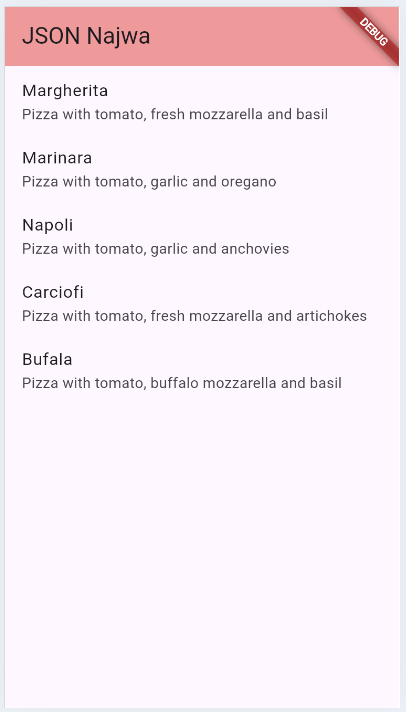 JSON Najwa
DEBUG
Margherita
Pizza with tomato, fresh mozzarella and basil
Marinara
Pizza with tomato, garlic and oregano
Napoli
Pizza with tomato, garlic and anchovies
Carciofi
Pizza with tomato, fresh mozzarella and artichokes
Bufala
Pizza with tomato, buffalo mozzarella and basil